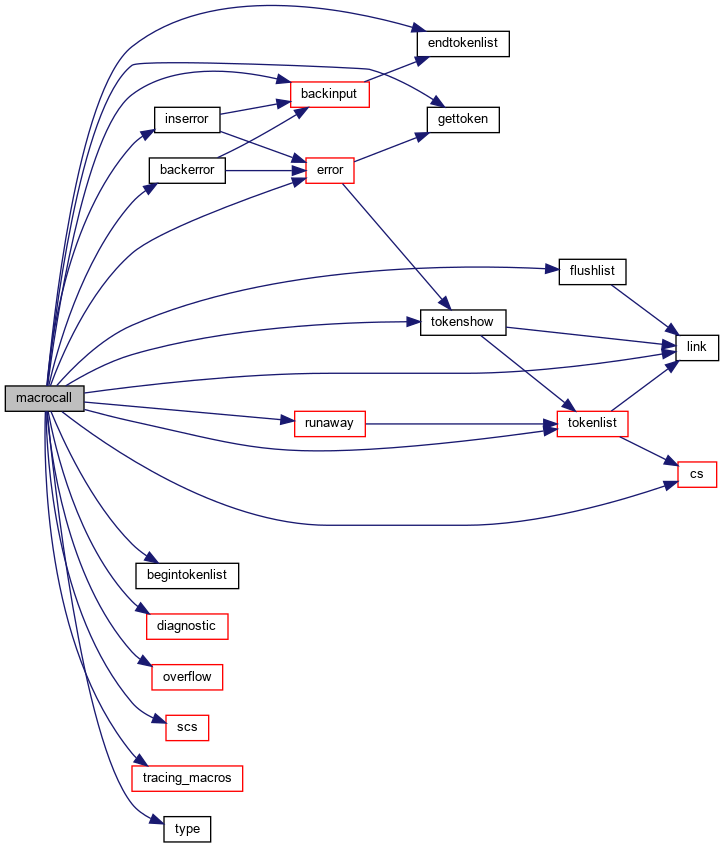 endtokenlist
backinput
inserror
gettoken
backerror
error
flushlist
tokenshow
link
macrocall
runaway
tokenlist
cs
begintokenlist
diagnostic
overflow
scs
tracing_macros
type